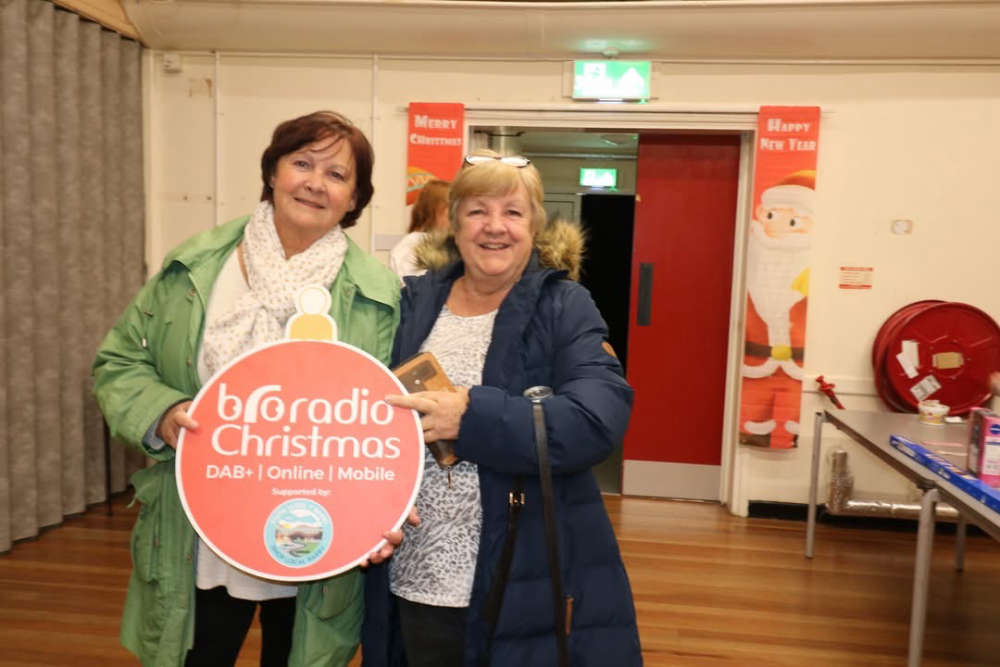 MERRY
CHRISTMAS
HAPPY
NEW YEAR
bro radio
Christmas
DAB+ | Online | Mobile
Supported by: